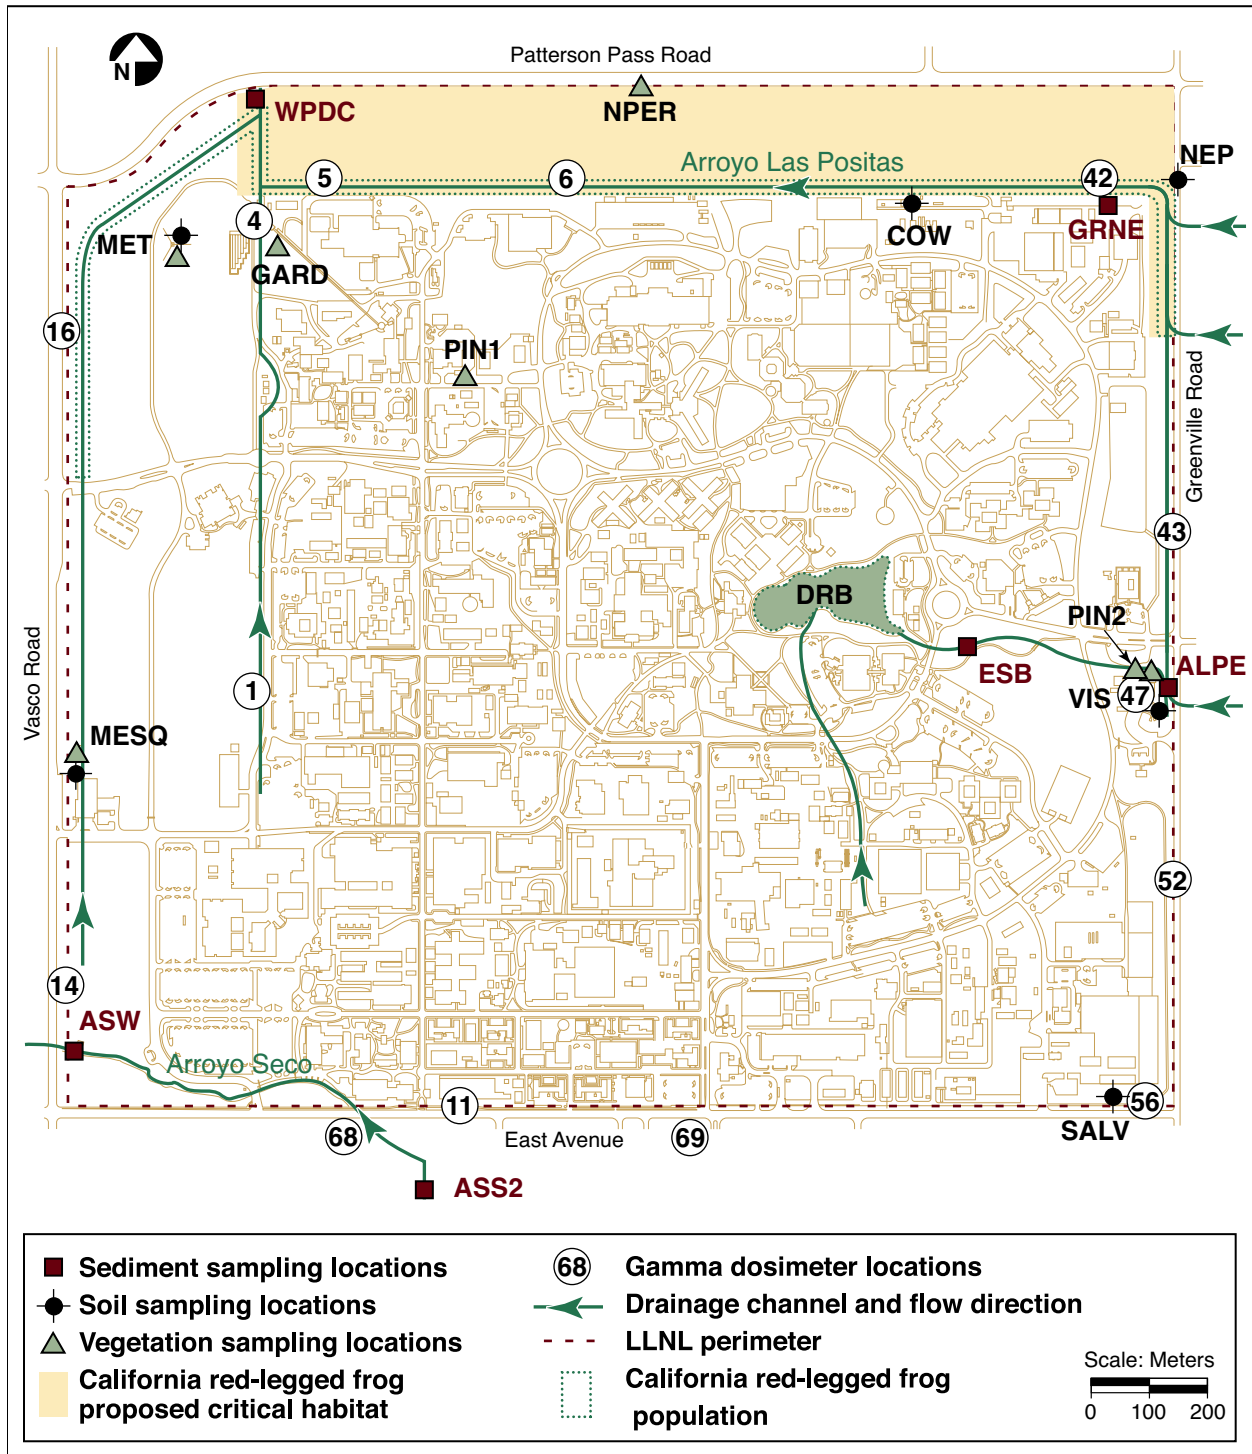 Patterson Pass Road
N
WPDC
NPER
Arroyo Las Positas
NEP
5
6
42
4
GRNE
MET
COW
GARD
16
PIN1
Greenville Road
43
DRB
PIN2
ESB
ALPE
Vasco Road
1
47
VIS
MESQ
52
14
ASW
Arroyo Seco
11
56
68
East Avenue
69
SALV
ASS2
Sediment sampling locations
Soil sampling locations
Vegetation sampling locations
California red-legged frog
proposed critical habitat
68 Gamma dosimeter locations
Drainage channel and flow direction
LLNL perimeter
California red-legged frog
population
Scale: Meters
0 100 200